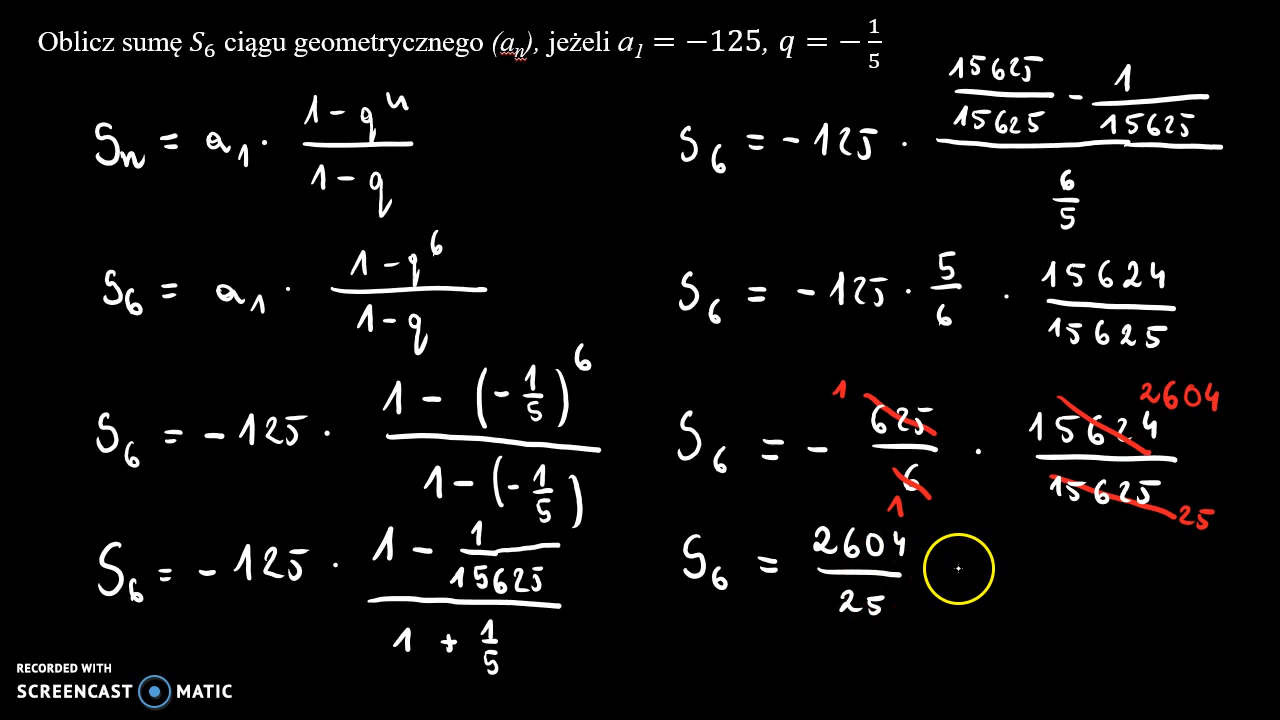 Oblicz sumę S₆ ciągu geometrycznego (aₙ), jeżeli a₁ = −125, q = −1/5
Sn = a₁ · (1 − qⁿ)/(1 − q)
S₆ = a₁ · (1 − q⁶)/(1 − q)
S₆ = −125 · (1 − (−1/5)⁶)/(1 − (−1/5))
S₆ = −125 · (1 − 1/15625)/(1 + 1/5)
S₆ = −125 · (15625/15625 − 1/15625)/(6/5)
S₆ = −125 · 5/6 · 15624/15625
S₆ = − 625/6 · 15624/15625 1 1 2604 25
S₆ = 2604/25
RECORDED WITH
SCREENCAST MATIC